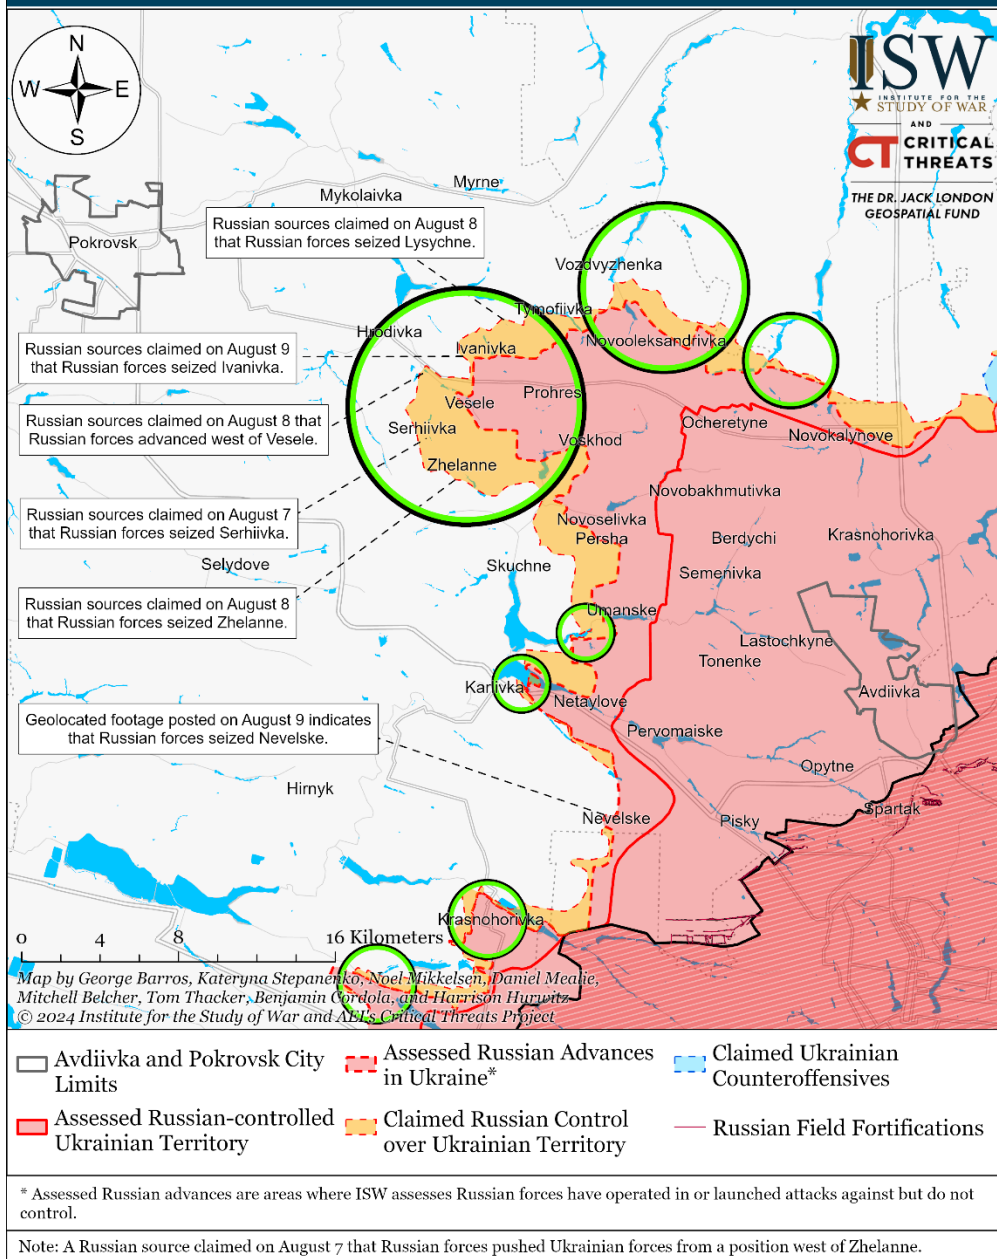 N
W
E
S
ISW
INSTITUTE FOR THE
STUDY OF WAR
AND
CT CRITICAL
THREATS
THE DR. JACK LONDON
GEOSPATIAL FUND
Myrne
Mykolaivka
Pokrovsk
Russian sources claimed on August 8
that Russian forces seized Lysychne.
Vozdvyzhenka
Tymofiivka
Hrodivka
Novooleksandrivka
Ivanivka
Russian sources claimed on August 9
that Russian forces seized Ivanivka.
Prohres
Vesele
Russian sources claimed on August 8 that
Russian forces advanced west of Vesele.
Serhiivka
Ocheretyne
Novokalynove
Voskhod
Zhelanne
Novobakhmutivka
Russian sources claimed on August 7
that Russian forces seized Serhiivka.
Novoselivka
Persha
Berdychi
Krasnohorivka
Selydove
Skuchne
Semenivka
Russian sources claimed on August 8
that Russian forces seized Zhelanne.
Umanske
Lastochkyne
Tonenke
Karlivka
Netaylove
Avdiivka
Geolocated footage posted on August 9 indicates
that Russian forces seized Nevelske.
Pervomaiske
Opytne
Hirnyk
Nevelske
Pisky
Spartak
Krasnohorivka
0 4 8 16 Kilometers
Map by George Barros, Kateryna Stepanenko, Noel Mikkelsen, Daniel Mealie,
Mitchell Belcher, Tom Thacker, Benjamin Cordola, and Harrison Hurwitz
© 2024 Institute for the Study of War and AEI's Critical Threats Project
Avdiivka and Pokrovsk City
Limits
Assessed Russian Advances
in Ukraine*
Claimed Ukrainian
Counteroffensives
Assessed Russian-controlled
Ukrainian Territory
Claimed Russian Control
over Ukrainian Territory
Russian Field Fortifications
* Assessed Russian advances are areas where ISW assesses Russian forces have operated in or launched attacks against but do not
control.
Note: A Russian source claimed on August 7 that Russian forces pushed Ukrainian forces from a position west of Zhelanne.